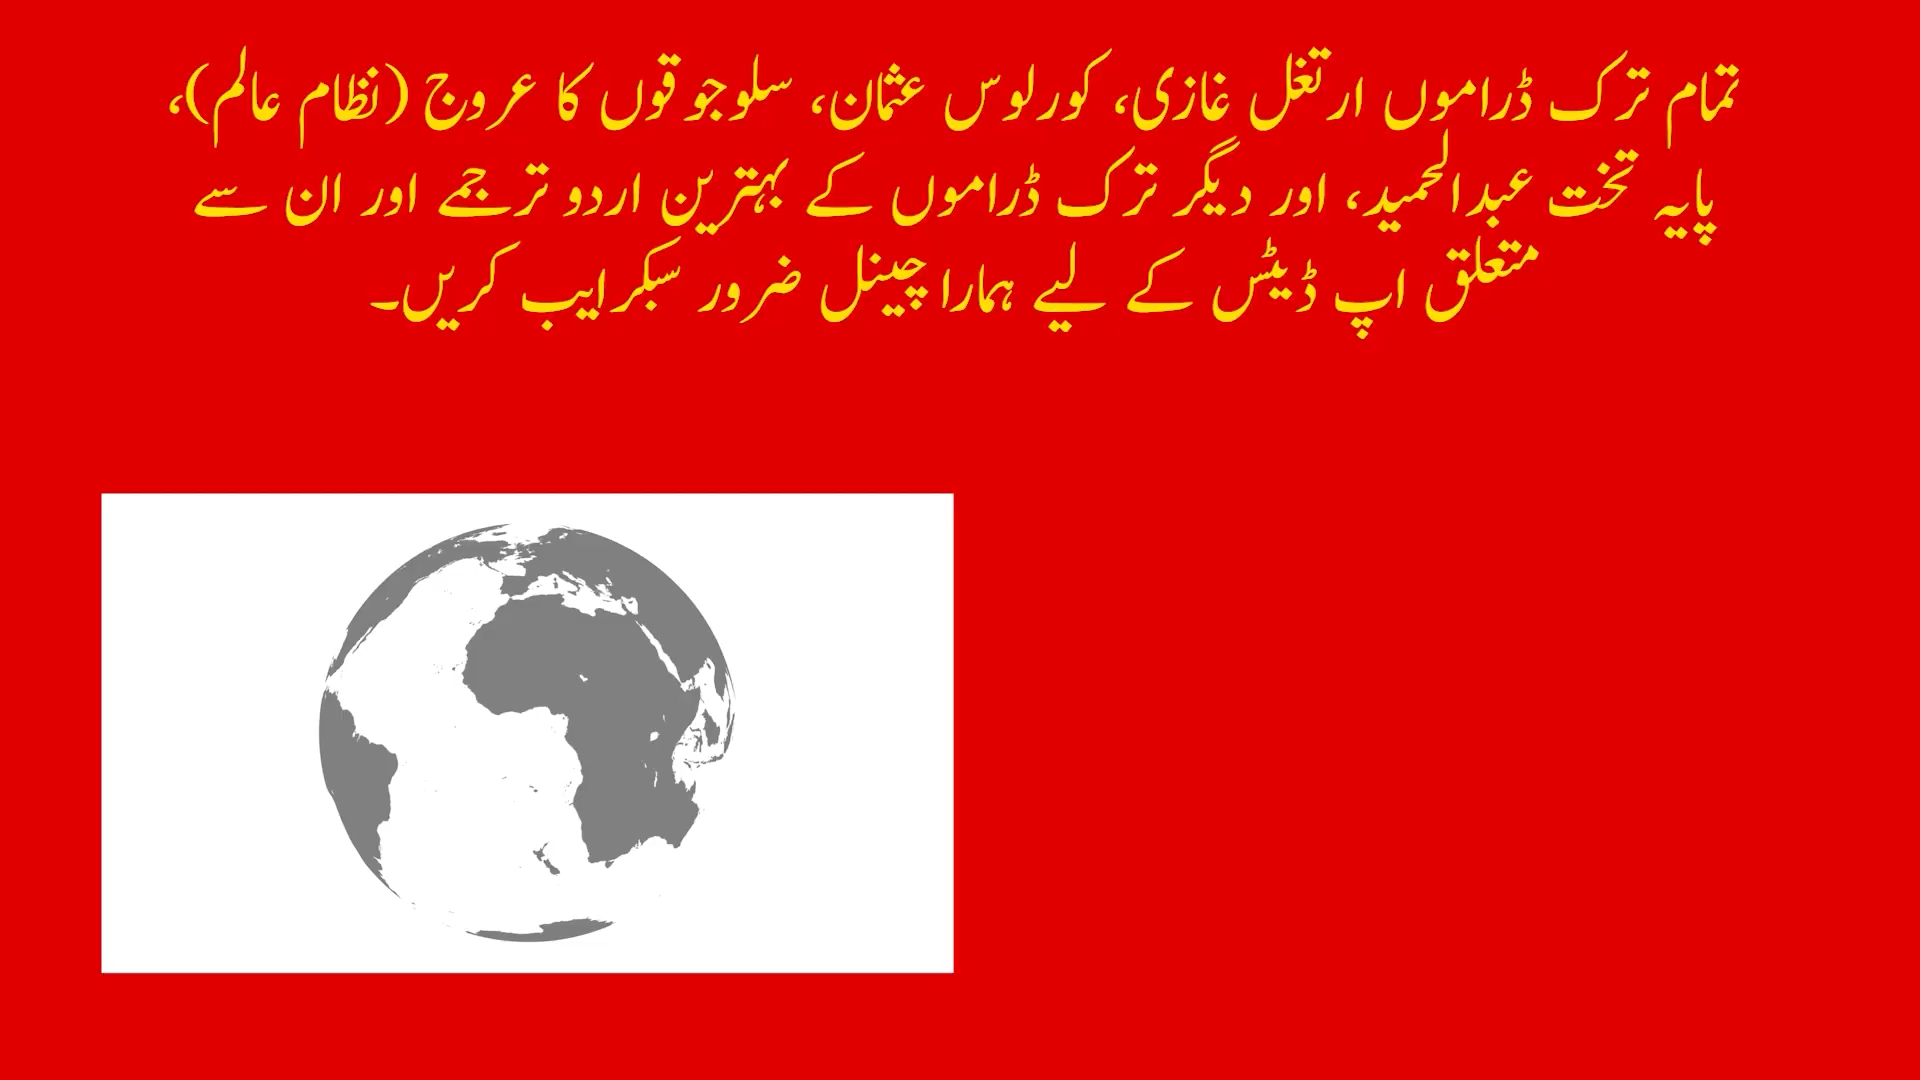 تمام ترک ڈراموں ارتغل غازی، کورلوس عثمان، سلوجوقوں کا عروج (نظام عالم)،
پایہ تخت عبدالحمید، اور دیگر ترک ڈراموں کے بہترین اردو ترجمے اور ان سے
متعلق اپ ڈیٹس کے لیے ہمارا چینل ضرور سبکرایب کریں۔